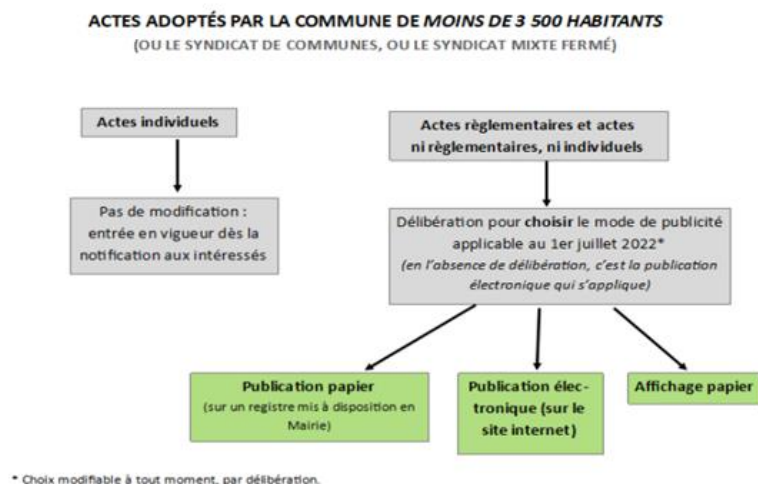 ACTES ADOPTÉS PAR LA COMMUNE DE MOINS DE 3 500 HABITANTS
(OU LE SYNDICAT DE COMMUNES, OU LE SYNDICAT MIXTE FERMÉ)
Actes individuels
Pas de modification :
entrée en vigueur dès la
notification aux intéressés
Actes règlementaires et actes
ni règlementaires, ni individuels
Délibération pour choisir le mode de publicité
applicable au 1er juillet 2022*
(en l'absence de délibération, c'est la publication
électronique qui s'applique)
Publication papier
(sur un registre mis à disposition en
Mairie)
Publication élec-
tronique (sur le
site internet)
Affichage papier
* Choix modifiable à tout moment, par délibération.